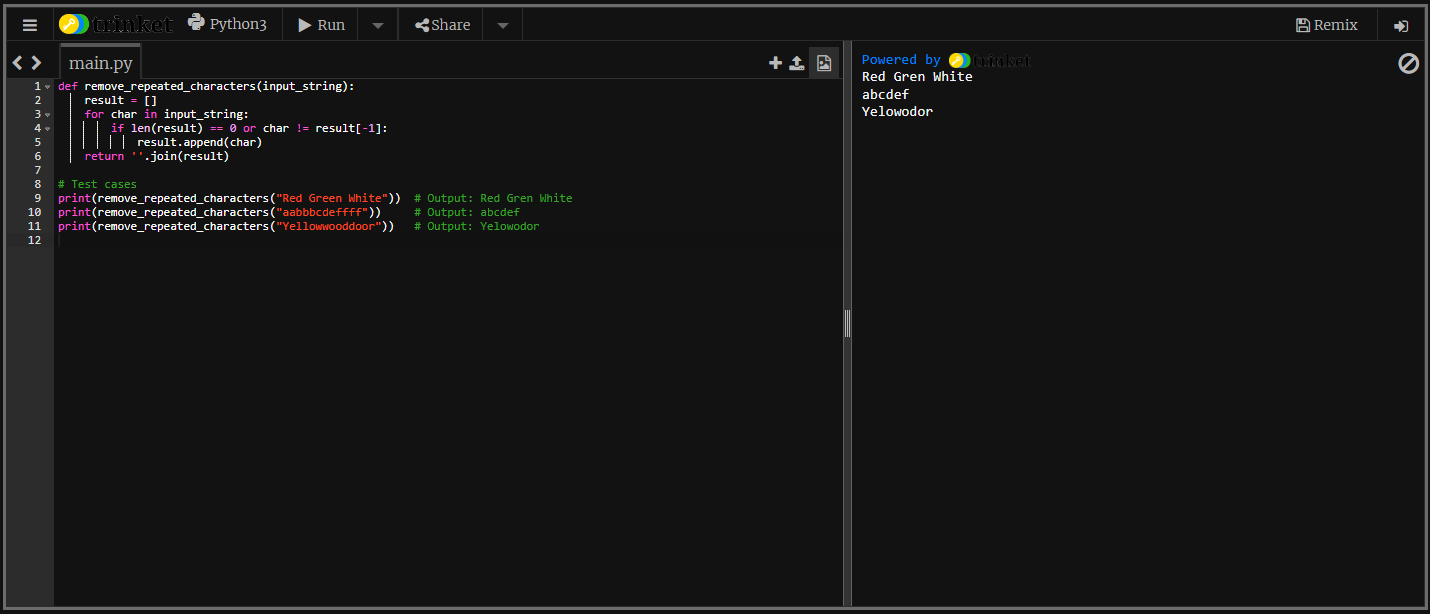 trinket Python3 Run Share Remix
main.py
1 def remove_repeated_characters(input_string):
2     result = []
3     for char in input_string:
4         if len(result) == 0 or char != result[-1]:
5             result.append(char)
6     return ''.join(result)
7
8 # Test cases
9 print(remove_repeated_characters("Red Green White"))  # Output: Red Gren White
10 print(remove_repeated_characters("aabbbcdeffff"))     # Output: abcdef
11 print(remove_repeated_characters("Yellowwooddoor"))   # Output: Yelowodor
12
Powered by trinket
Red Gren White
abcdef
Yelowodor